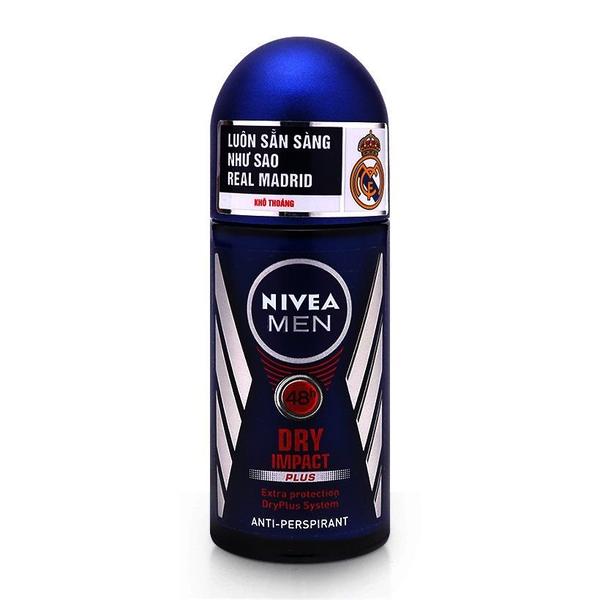 LUÔN SẴN SÀNG
NHƯ SAO
REAL MADRID
KHÔ THOÁNG
NIVEA
MEN
48h
DRY
IMPACT
PLUS
Extra protection
DryPlus System
ANTI-PERSPIRANT